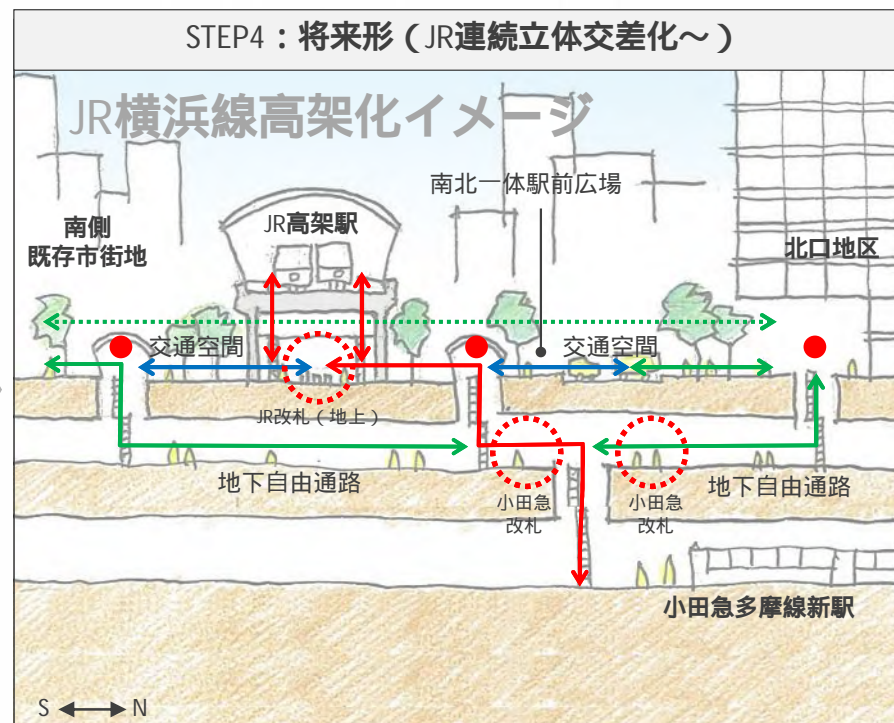 STEP4：将来形（JR連続立体交差化～）
JR横浜線高架化イメージ
南北一体駅前広場
南側
既存市街地
JR高架駅
北口地区
交通空間
交通空間
JR改札（地上）
地下自由通路
小田急
改札
小田急
改札
地下自由通路
小田急多摩線新駅
S N